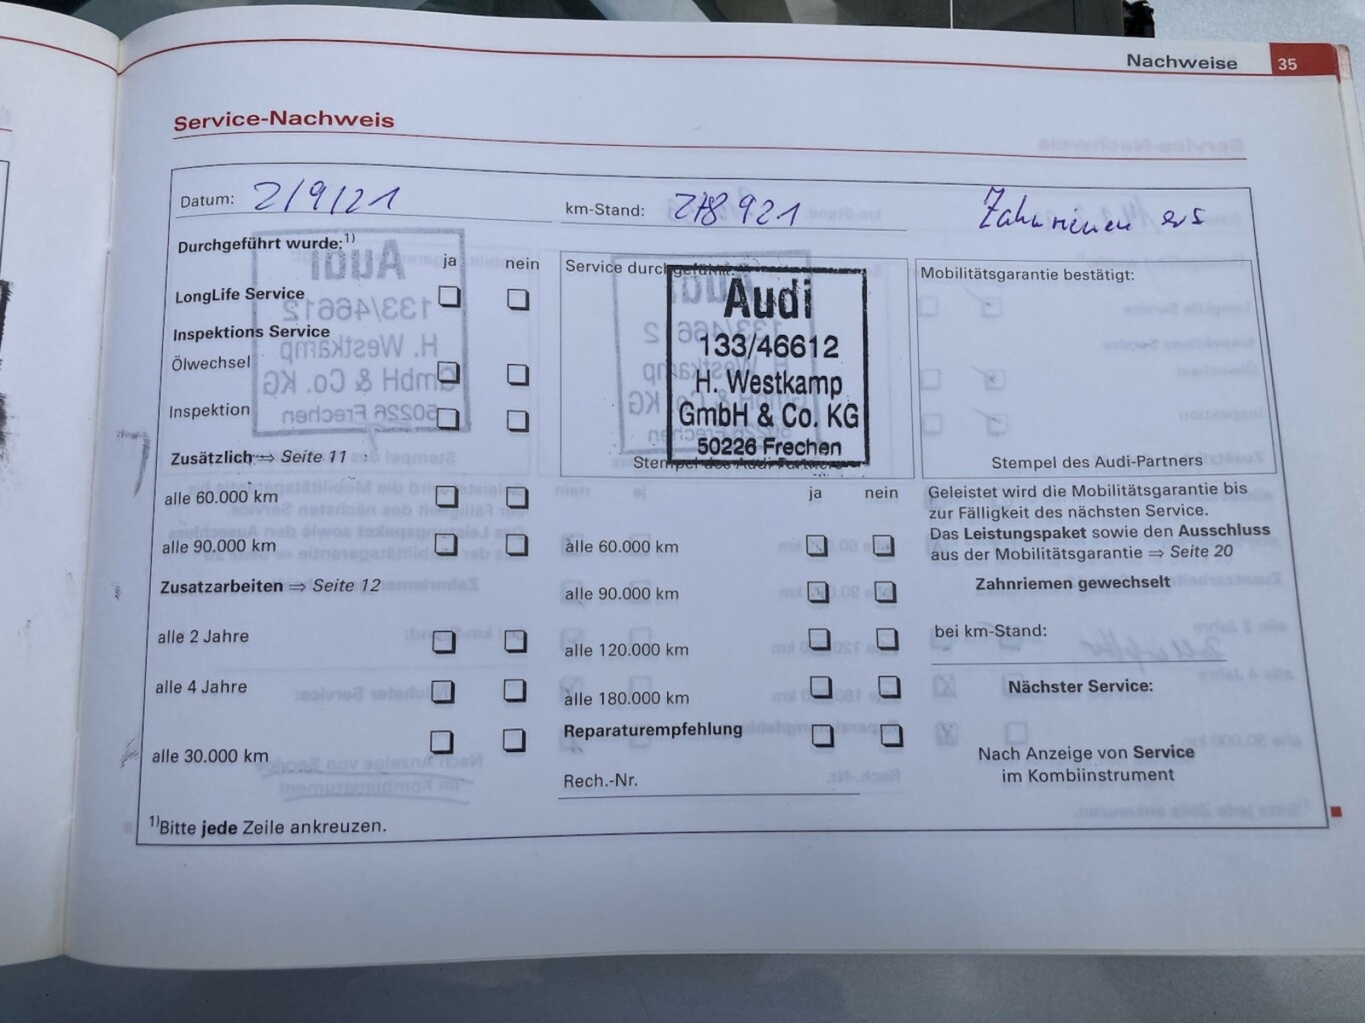 Nachweise 35
Service-Nachweis
Datum: 2/9/21 km-Stand: 218921 Zahnriemen ers
Durchgeführt wurde:1)
ja nein
LongLife Service
Inspektions Service
Ölwechsel
Inspektion
Zusätzlich ⇒ Seite 11
alle 60.000 km
alle 90.000 km
Zusatzarbeiten ⇒ Seite 12
alle 2 Jahre
alle 4 Jahre
alle 30.000 km
1)Bitte jede Zeile ankreuzen.
Service durchgeführt:
Audi
133/46612
H. Westkamp
GmbH & Co. KG
50226 Frechen
Stempel des Audi-Partners
ja nein
alle 60.000 km
alle 90.000 km
alle 120.000 km
alle 180.000 km
Reparaturempfehlung
Rech.-Nr.
Mobilitätsgarantie bestätigt:
Stempel des Audi-Partners
Geleistet wird die Mobilitätsgarantie bis
zur Fälligkeit des nächsten Service.
Das Leistungspaket sowie den Ausschluss
aus der Mobilitätsgarantie ⇒ Seite 20
Zahnriemen gewechselt
bei km-Stand:
Nächster Service:
Nach Anzeige von Service
im Kombiinstrument